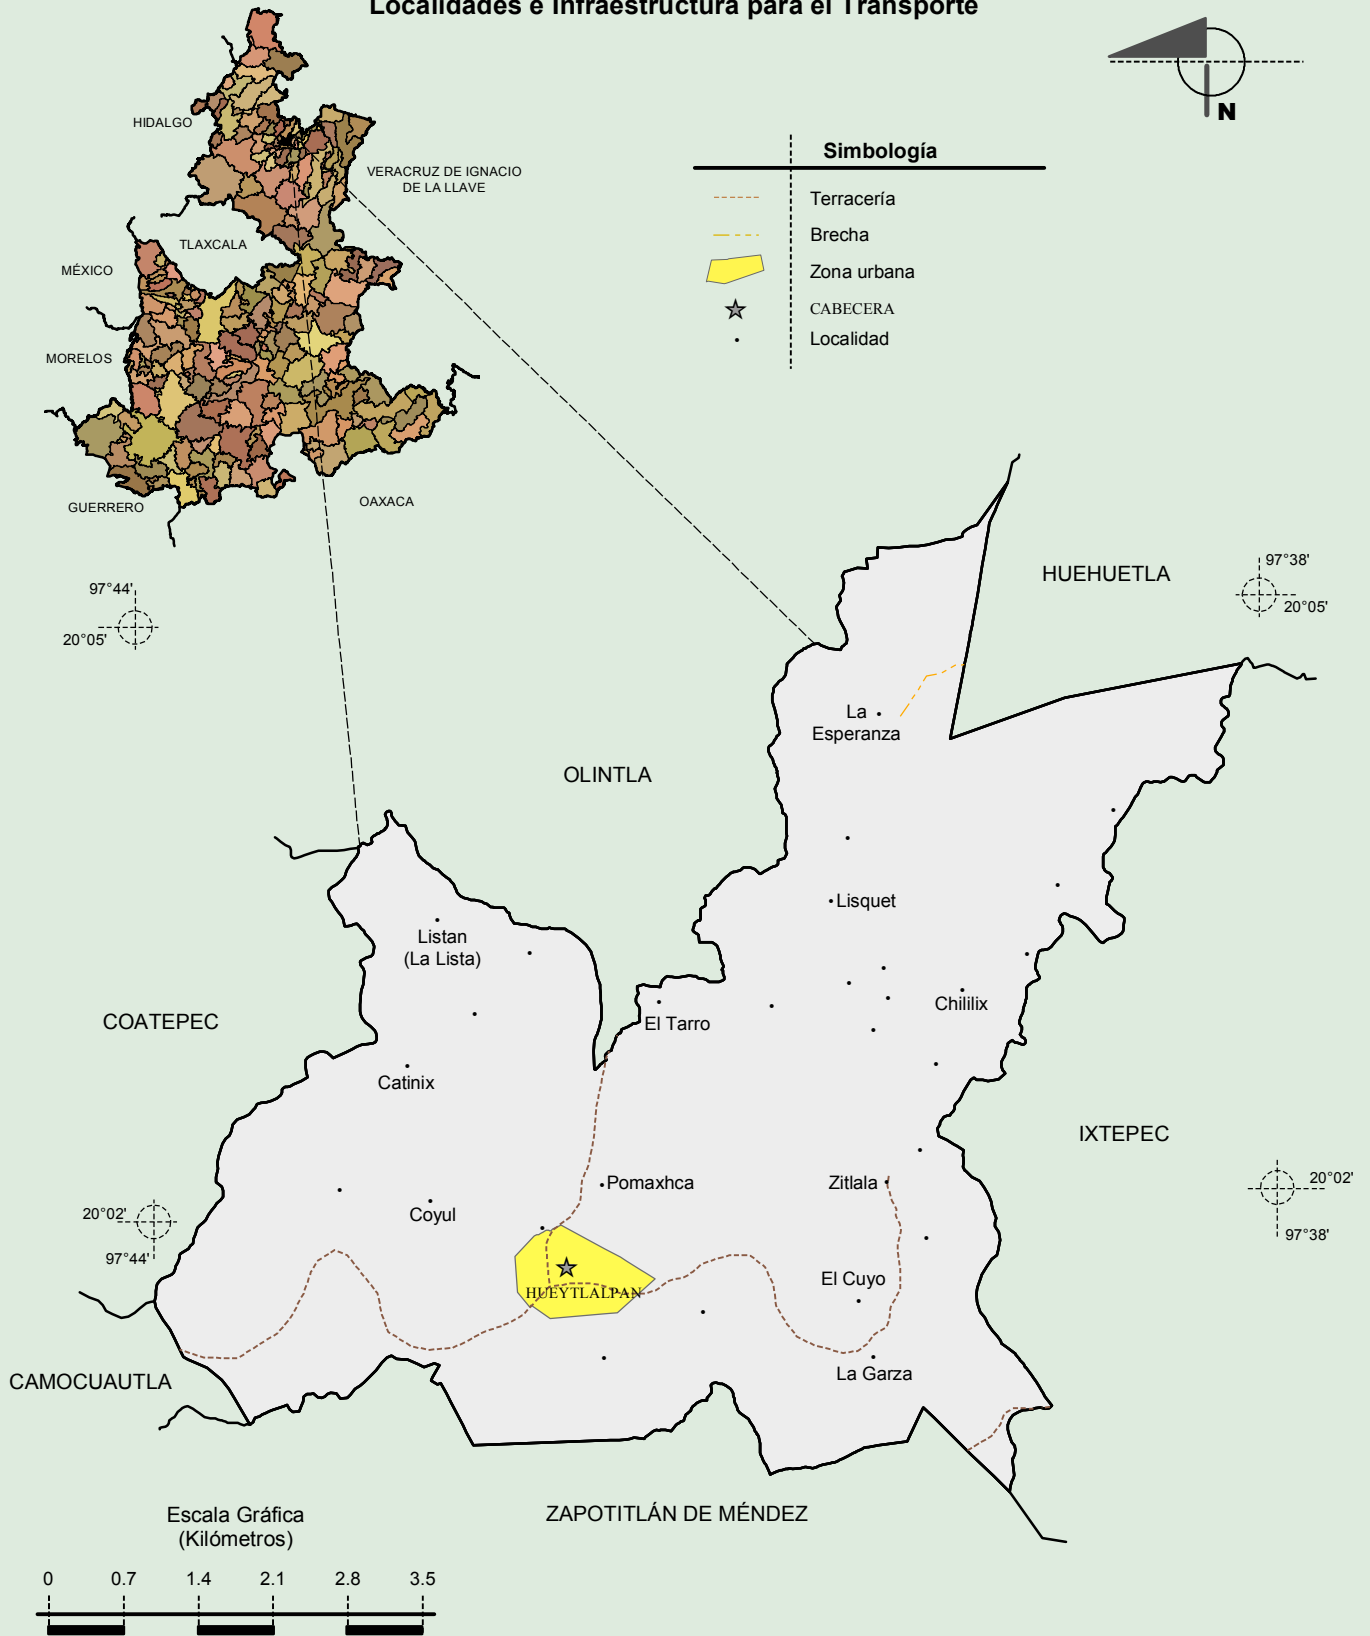 Localidades e Infraestructura para el Transporte
N
HIDALGO
VERACRUZ DE IGNACIO
DE LA LLAVE
TLAXCALA
MÉXICO
MORELOS
GUERRERO
OAXACA
Simbología
Terracería
Brecha
Zona urbana
CABECERA
Localidad
97°44'
20°05'
97°38'
20°05'
HUEHUETLA
La
Esperanza
OLINTLA
Lisquet
Listan
(La Lista)
Chililix
El Tarro
COATEPEC
Catinix
IXTEPEC
Pomaxhca
Zitlala
Coyul
20°02'
97°44'
20°02'
97°38'
El Cuyo
HUEYTLALPAN
La Garza
CAMOCUAUTLA
ZAPOTITLÁN DE MÉNDEZ
Escala Gráfica
(Kilómetros)
0 0.7 1.4 2.1 2.8 3.5